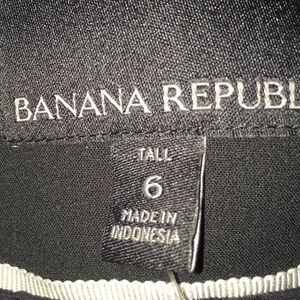 BANANA REPUBL
TALL
6
MADE IN
INDONESIA